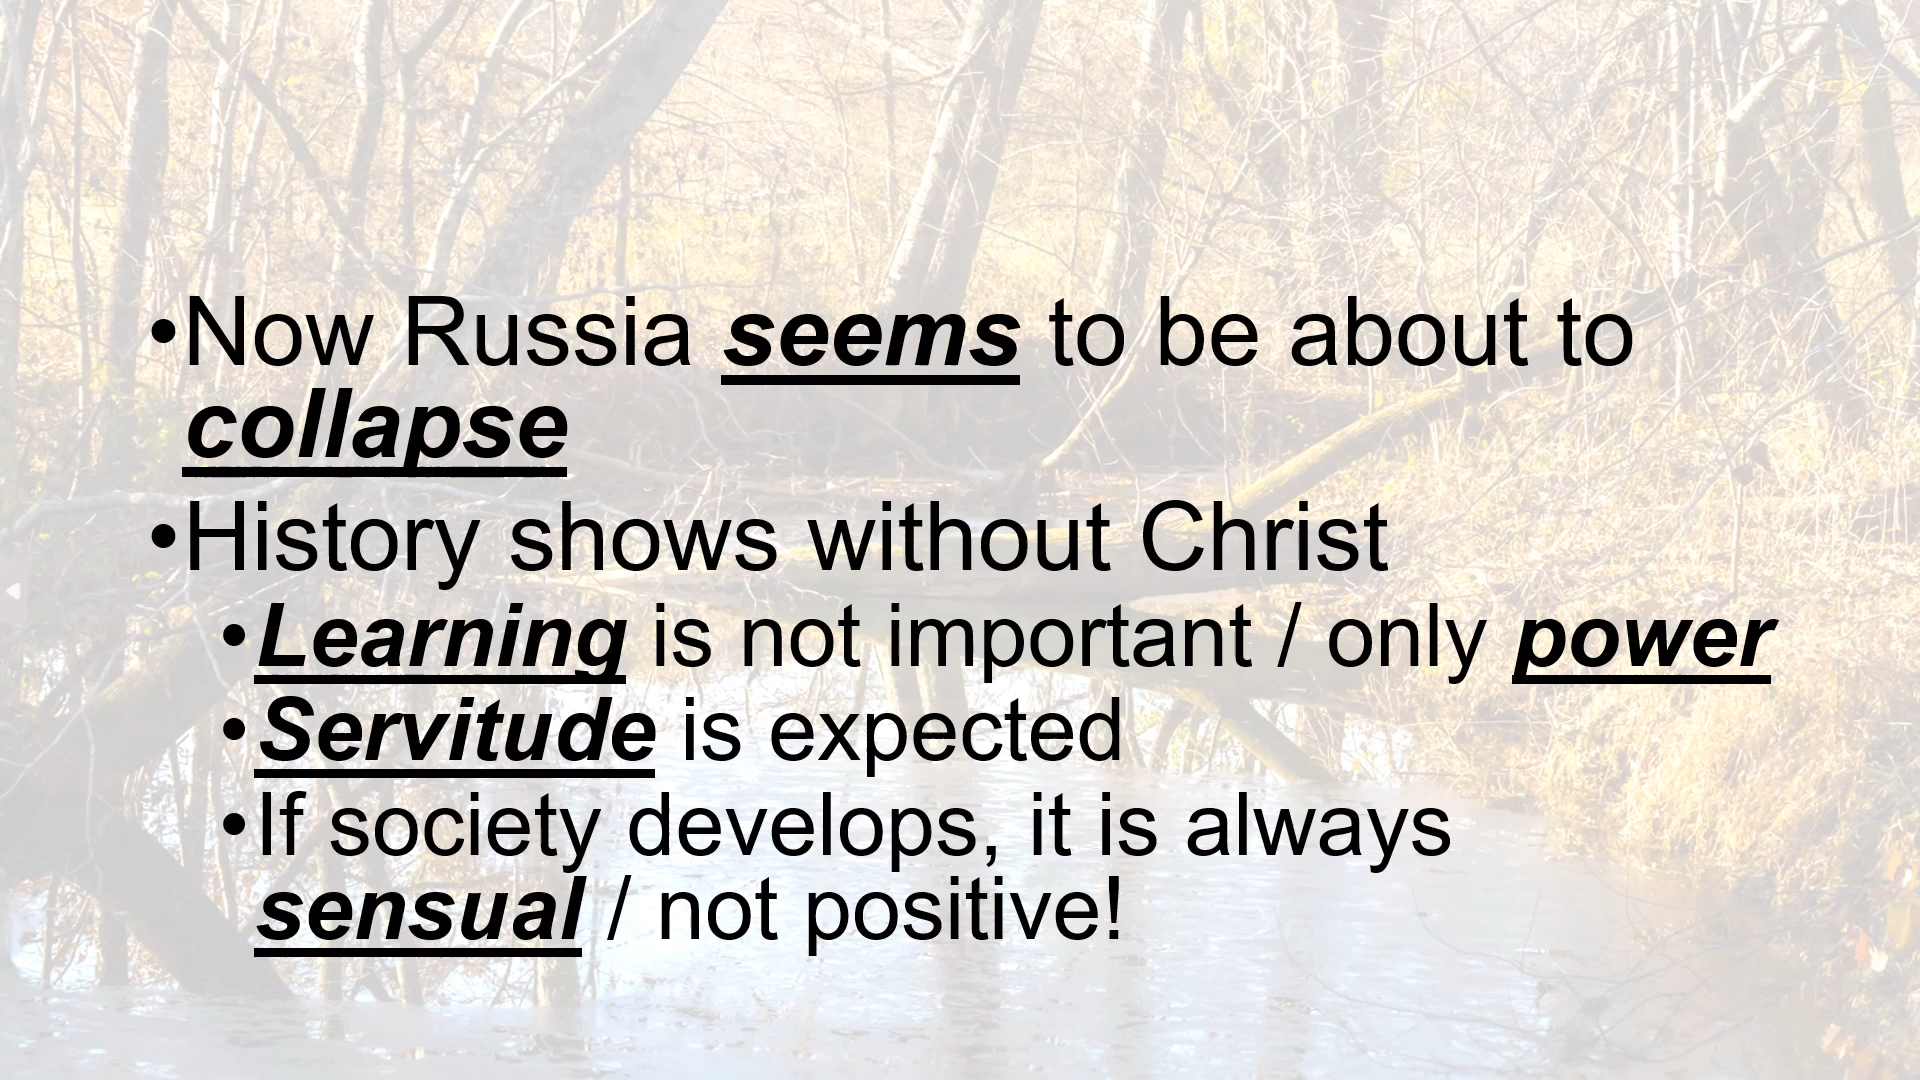 •Now Russia seems to be about to
collapse
•History shows without Christ
•Learning is not important / only power
•Servitude is expected
•If society develops, it is always
sensual / not positive!